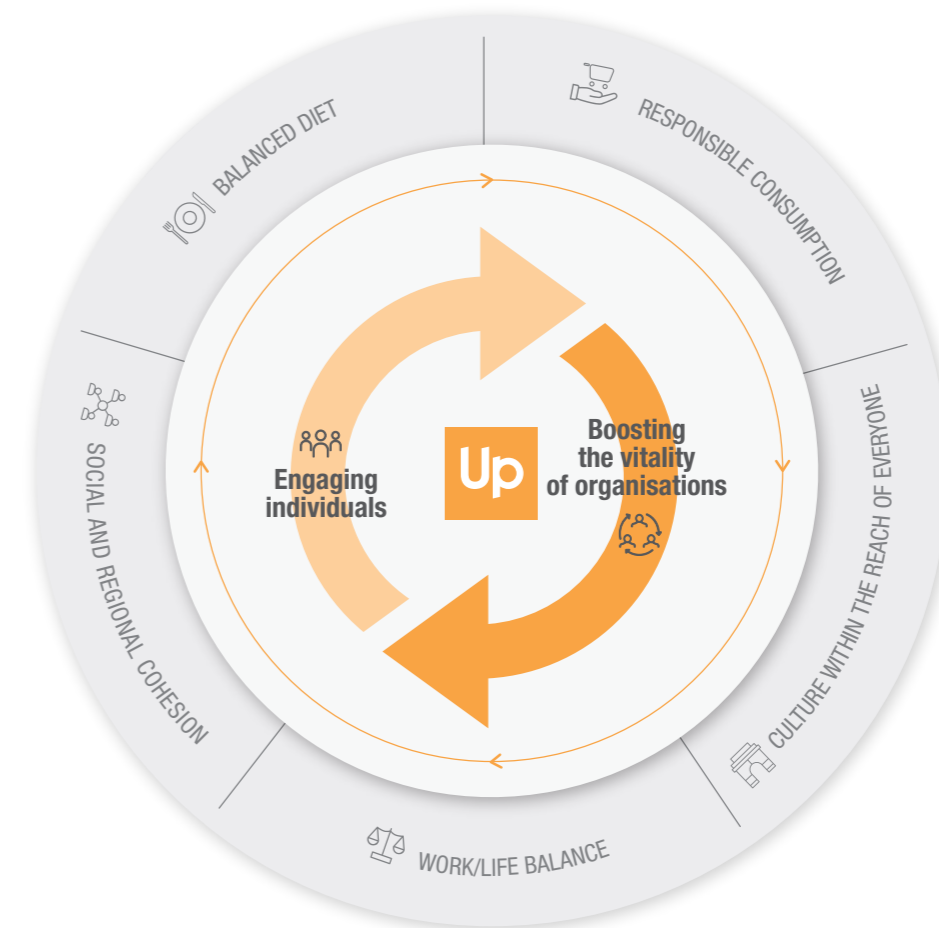 BALANCED DIET
RESPONSIBLE CONSUMPTION
CULTURE WITHIN THE REACH OF EVERYONE
WORK/LIFE BALANCE
SOCIAL AND REGIONAL COHESION
Engaging
individuals
Up
Boosting
the vitality
of organisations